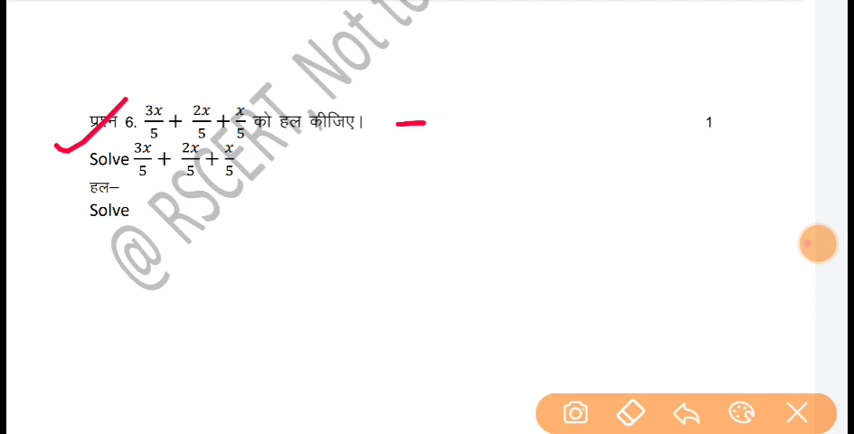 प्रश्न 6. 3x/5 + 2x/5 + x/5 को हल कीजिए। 1
Solve 3x/5 + 2x/5 + x/5
हल–
Solve
@ RSCERT, Not to